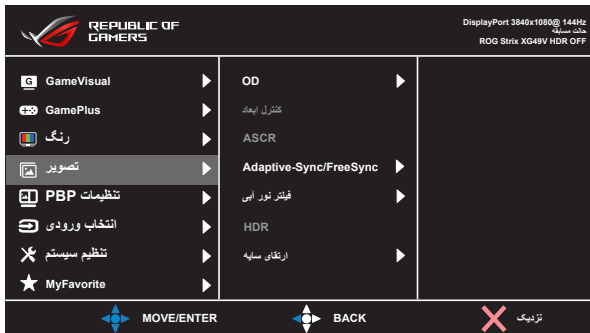 REPUBLIC OF
GAMERS
DisplayPort 3840x1080@ 144Hz
حالت مسابقه
ROG Strix XG49V HDR OFF
G GameVisual
GamePlus
رنگ
تصویر
تنظیمات PBP
انتخاب ورودی
تنظیم سیستم
MyFavorite
OD
کنترل ابعاد
ASCR
Adaptive-Sync/FreeSync
فیلتر نور آبی
HDR
ارتقای سایه
MOVE/ENTER
BACK
نزدیک